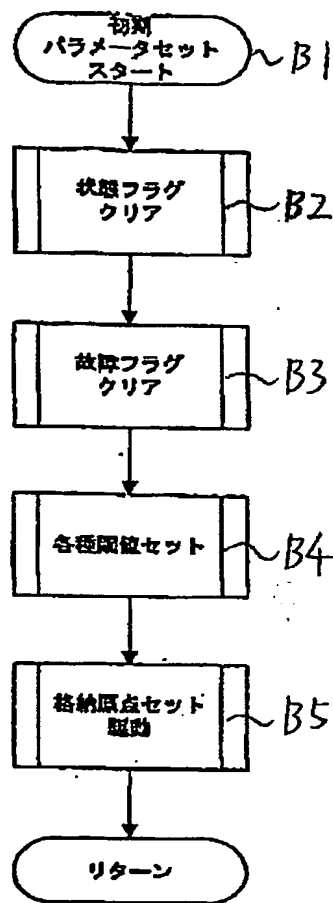 初期
パラメータセット
スタート
B1
状態フラグ
クリア
B2
故障フラグ
クリア
B3
各種閾値セット
B4
格納原点セット
駆動
B5
リターン